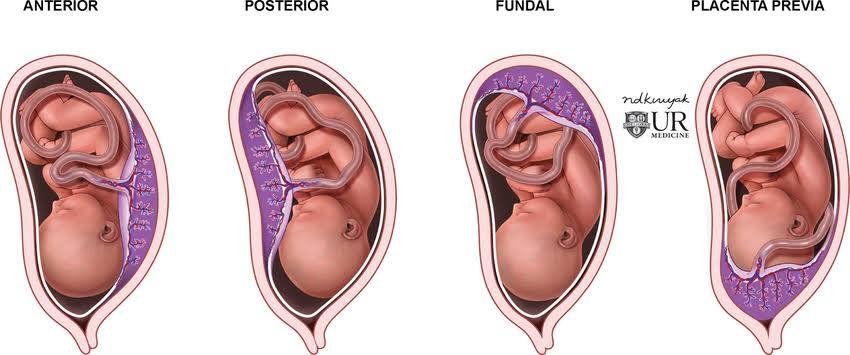 ANTERIOR
POSTERIOR
FUNDAL
PLACENTA PREVIA
UR
MEDICINE